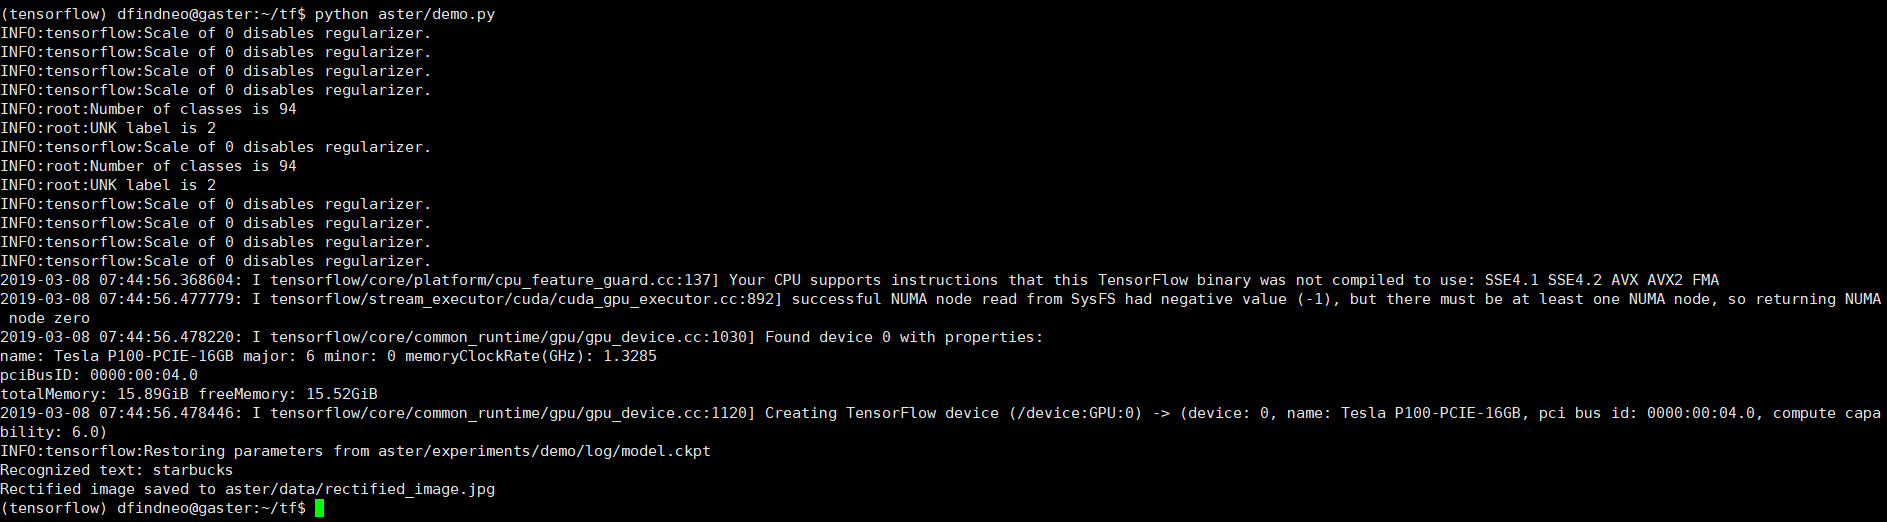 (tensorflow) dfindneo@gaster:~/tf$ python aster/demo.py
INFO:tensorflow:Scale of 0 disables regularizer.
INFO:tensorflow:Scale of 0 disables regularizer.
INFO:tensorflow:Scale of 0 disables regularizer.
INFO:tensorflow:Scale of 0 disables regularizer.
INFO:root:Number of classes is 94
INFO:root:UNK label is 2
INFO:tensorflow:Scale of 0 disables regularizer.
INFO:root:Number of classes is 94
INFO:root:UNK label is 2
INFO:tensorflow:Scale of 0 disables regularizer.
INFO:tensorflow:Scale of 0 disables regularizer.
INFO:tensorflow:Scale of 0 disables regularizer.
INFO:tensorflow:Scale of 0 disables regularizer.
2019-03-08 07:44:56.368604: I tensorflow/core/platform/cpu_feature_guard.cc:137] Your CPU supports instructions that this TensorFlow binary was not compiled to use: SSE4.1 SSE4.2 AVX AVX2 FMA
2019-03-08 07:44:56.477779: I tensorflow/stream_executor/cuda/cuda_gpu_executor.cc:892] successful NUMA node read from SysFS had negative value (-1), but there must be at least one NUMA node, so returning NUMA
 node zero
2019-03-08 07:44:56.478220: I tensorflow/core/common_runtime/gpu/gpu_device.cc:1030] Found device 0 with properties:
name: Tesla P100-PCIE-16GB major: 6 minor: 0 memoryClockRate(GHz): 1.3285
pciBusID: 0000:00:04.0
totalMemory: 15.89GiB freeMemory: 15.52GiB
2019-03-08 07:44:56.478446: I tensorflow/core/common_runtime/gpu/gpu_device.cc:1120] Creating TensorFlow device (/device:GPU:0) -> (device: 0, name: Tesla P100-PCIE-16GB, pci bus id: 0000:00:04.0, compute capa
bility: 6.0)
INFO:tensorflow:Restoring parameters from aster/experiments/demo/log/model.ckpt
Recognized text: starbucks
Rectified image saved to aster/data/rectified_image.jpg
(tensorflow) dfindneo@gaster:~/tf$